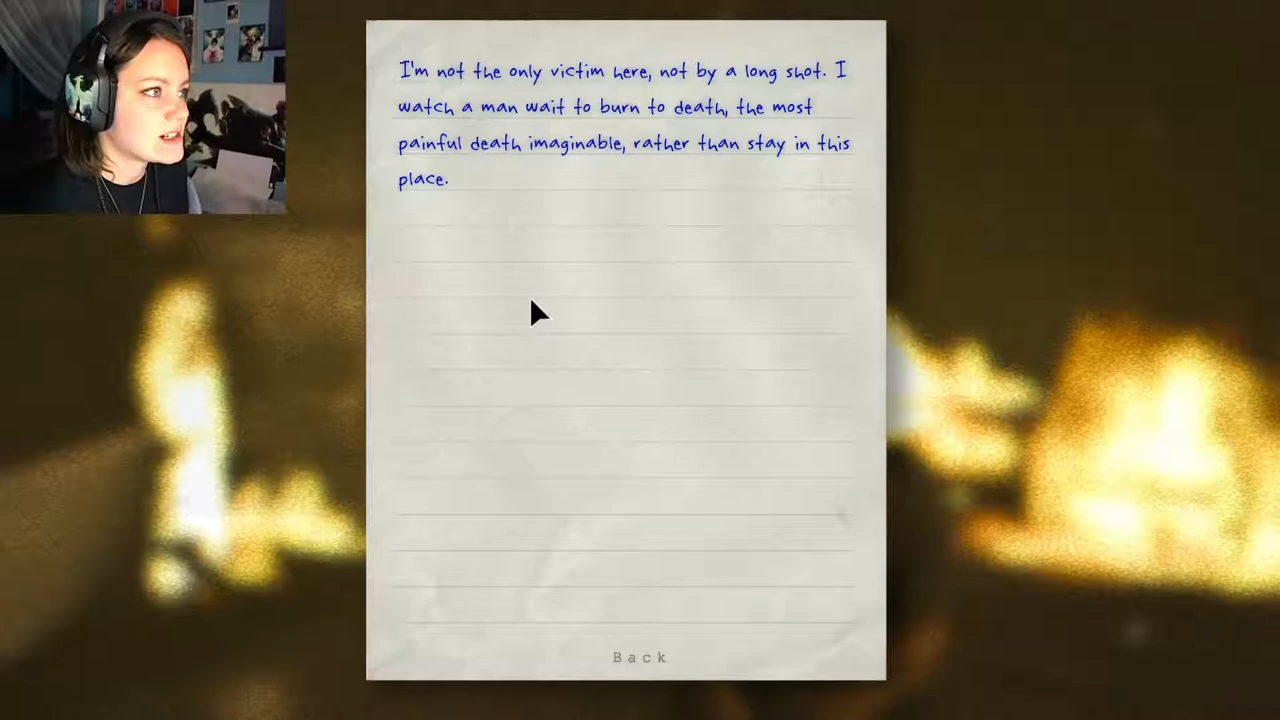 I'm not the only victim here, not by a long shot. I
watch a man wait to burn to death, the most
painful death imaginable, rather than stay in this
place.
Back